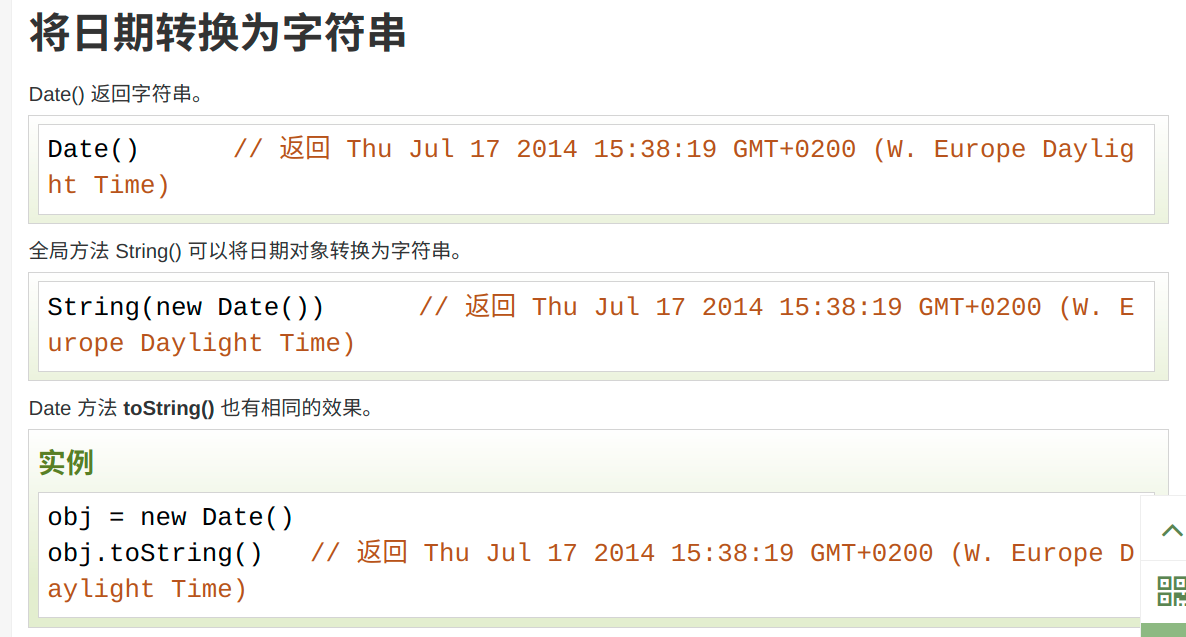 将日期转换为字符串
Date() 返回字符串。
Date()      // 返回 Thu Jul 17 2014 15:38:19 GMT+0200 (W. Europe Daylig
ht Time)
全局方法 String() 可以将日期对象转换为字符串。
String(new Date())      // 返回 Thu Jul 17 2014 15:38:19 GMT+0200 (W. E
urope Daylight Time)
Date 方法 toString() 也有相同的效果。
实例
obj = new Date()
obj.toString()   // 返回 Thu Jul 17 2014 15:38:19 GMT+0200 (W. Europe D
aylight Time)